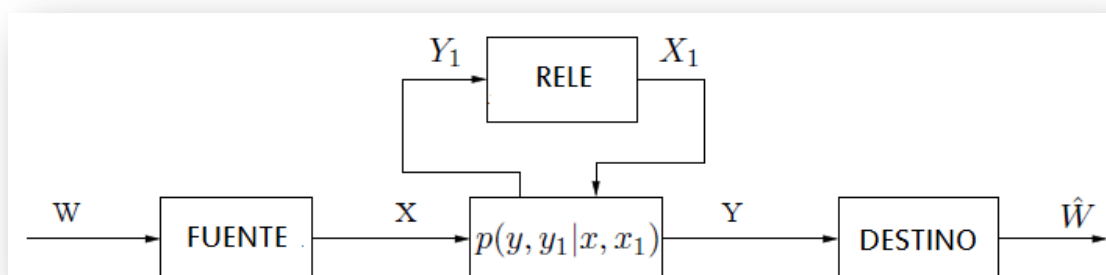 Y₁ RELE X₁
W FUENTE X p(y, y₁|x, x₁) Y DESTINO Ŵ